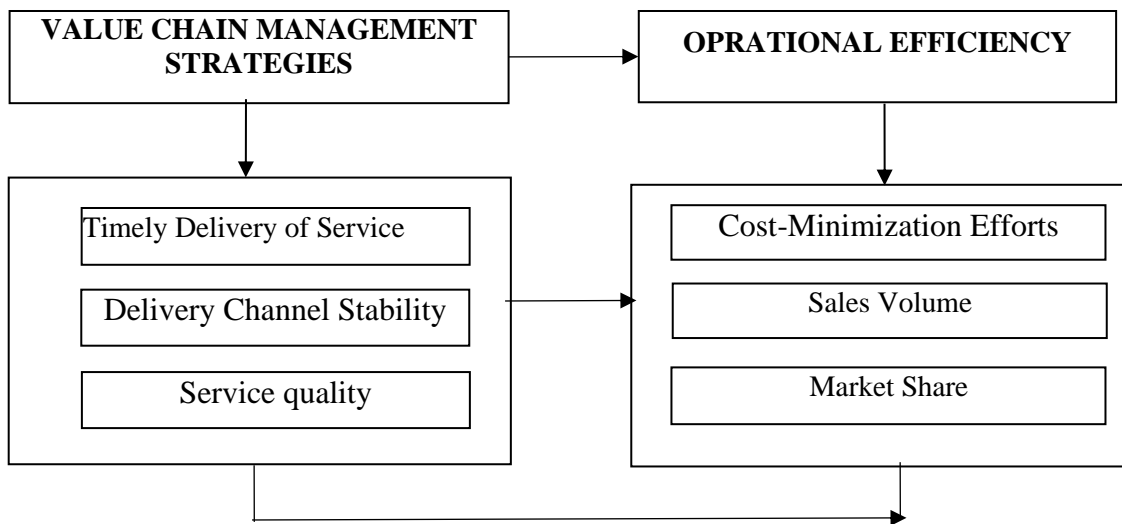 VALUE CHAIN MANAGEMENT
STRATEGIES
OPRATIONAL EFFICIENCY
Timely Delivery of Service
Delivery Channel Stability
Service quality
Cost-Minimization Efforts
Sales Volume
Market Share